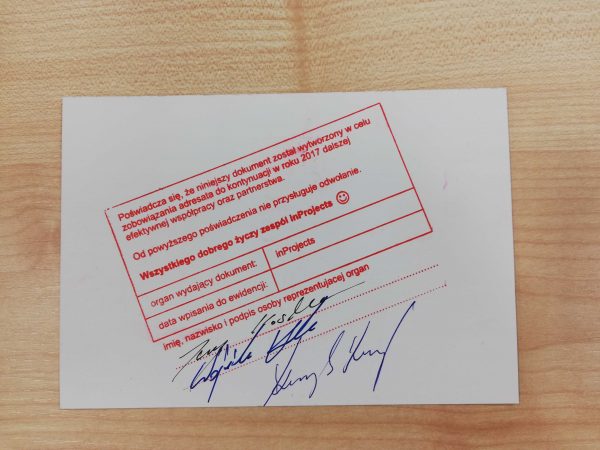 Poświadcza się, że niniejszy dokument został wytworzony w celu
zobowiązania adresata do kontynuacji w roku 2017 dalszej
efektywnej współpracy oraz partnerstwa.
Od powyższego poświadczenia nie przysługuje odwołanie.
Wszystkiego dobrego życzy zespół inProjects
organ wydający dokument: inProjects
data wpisania do ewidencji:
imię, nazwisko i podpis osoby reprezentującej organ